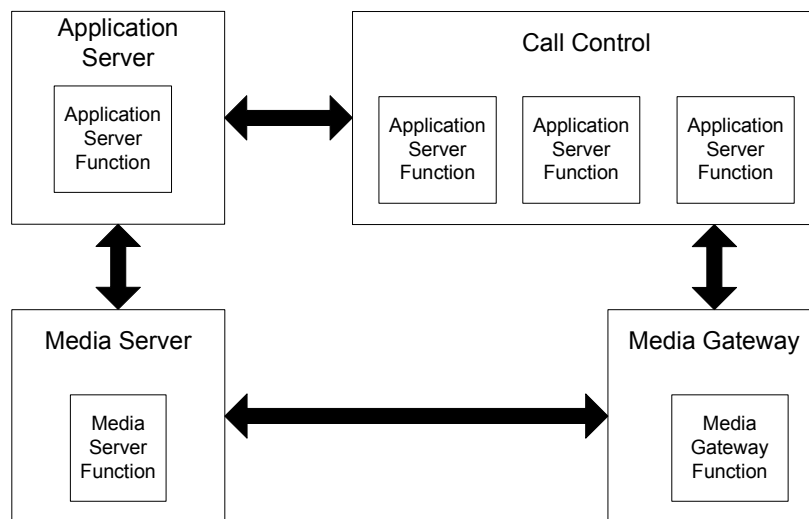 Application
Server
Application
Server
Function
Call Control
Application
Server
Function
Application
Server
Function
Application
Server
Function
Media Server
Media
Server
Function
Media Gateway
Media
Gateway
Function